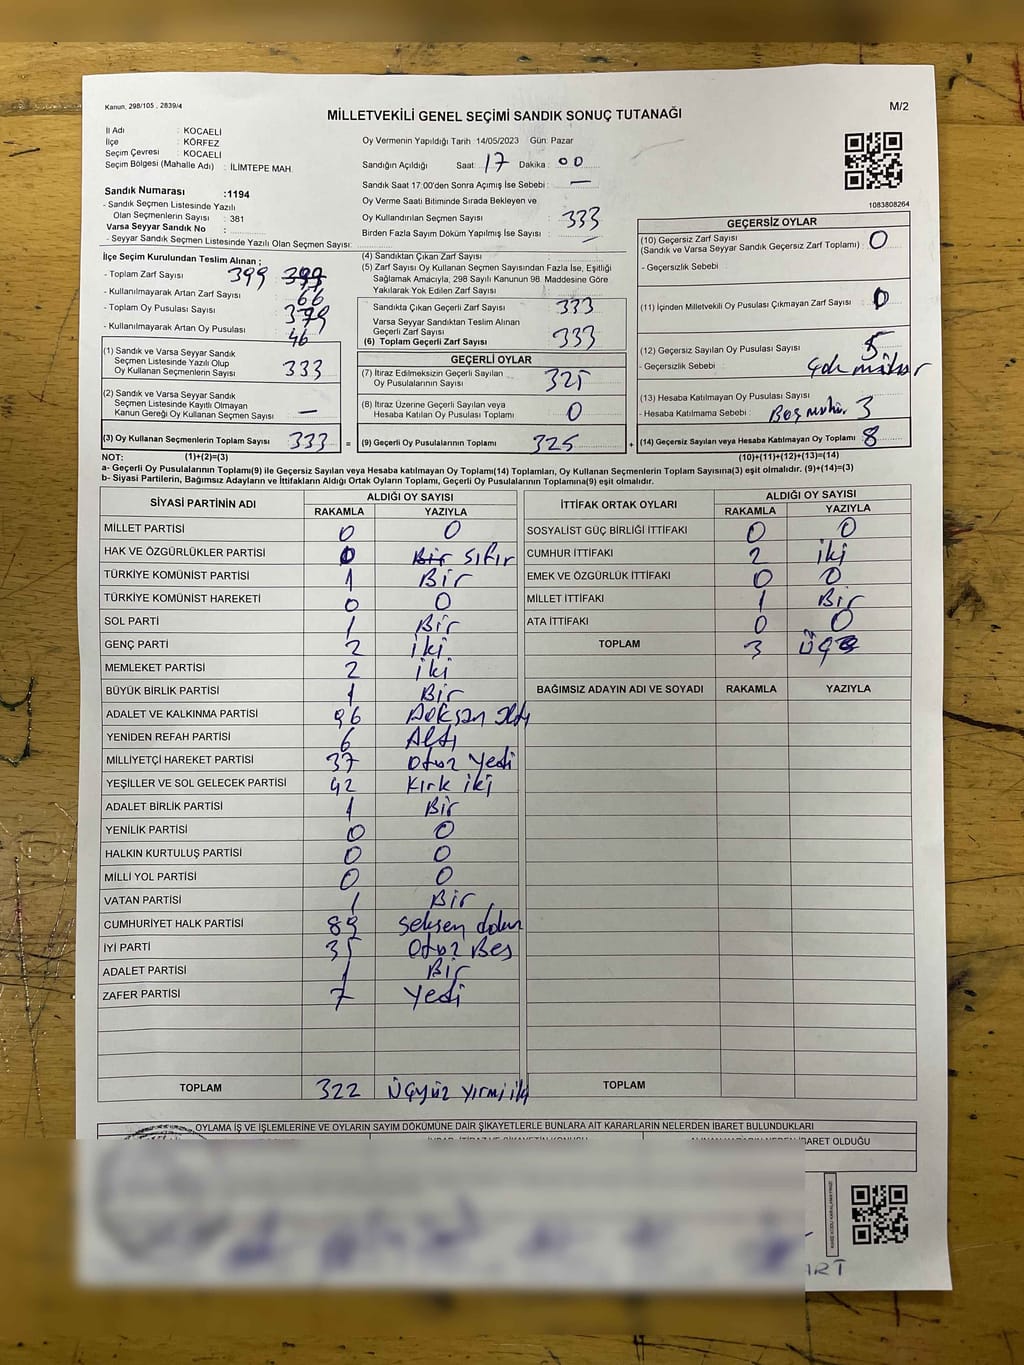 Kanun, 298/105 , 2839/4
M/2
MİLLETVEKİLİ GENEL SEÇİMİ SANDIK SONUÇ TUTANAĞI
İl Adı : KOCAELİ
İlçe : KÖRFEZ
Seçim Çevresi : KOCAELİ
Seçim Bölgesi (Mahalle Adı) : İLİMTEPE MAH
Sandık Numarası :1194
- Sandık Seçmen Listesinde Yazılı
Olan Seçmenlerin Sayısı : 381
Varsa Seyyar Sandık No :
- Seyyar Sandık Seçmen Listesinde Yazılı Olan Seçmen Sayısı:
Oy Vermenin Yapıldığı Tarih 14/05/2023 Gün: Pazar
Sandığın Açıldığı Saat: 17 Dakika : 00
Sandık Saat 17:00'den Sonra Açımış İse Sebebi : —
Oy Verme Saati Bitiminde Sırada Bekleyen ve
Oy Kullandırılan Seçmen Sayısı : 333
Birden Fazla Sayım Döküm Yapılmış İse Sayısı : —
1083808264
İlçe Seçim Kurulundan Teslim Alınan ;
- Toplam Zarf Sayısı 399 399
- Kullanılmayarak Artan Zarf Sayısı 66
- Toplam Oy Pusulası Sayısı 379
- Kullanılmayarak Artan Oy Pusulası 46
(1) Sandık ve Varsa Seyyar Sandık
Seçmen Listesinde Yazılı Olup
Oy Kullanan Seçmenlerin Sayısı 333
(2) Sandık ve Varsa Seyyar Sandık
Seçmen Listesinde Kayıtlı Olmayan
Kanun Gereği Oy Kullanan Seçmen Sayısı —
(3) Oy Kullanan Seçmenlerin Toplam Sayısı 333 =
(4) Sandıktan Çıkan Zarf Sayısı :
(5) Zarf Sayısı Oy Kullanan Seçmen Sayısından Fazla İse, Eşitliği
Sağlamak Amacıyla, 298 Sayılı Kanunun 98. Maddesine Göre
Yakılarak Yok Edilen Zarf Sayısı :
Sandıkta Çıkan Geçerli Zarf Sayısı 333
Varsa Seyyar Sandıktan Teslim Alınan
Geçerli Zarf Sayısı
(6) Toplam Geçerli Zarf Sayısı 333
GEÇERLİ OYLAR
(7) İtiraz Edilmeksizin Geçerli Sayılan
Oy Pusulalarının Sayısı 325
(8) İtiraz Üzerine Geçerli Sayılan veya
Hesaba Katılan Oy Pusulası Toplamı 0
(9) Geçerli Oy Pusulalarının Toplamı 325 +
GEÇERSİZ OYLAR
(10) Geçersiz Zarf Sayısı
(Sandık ve Varsa Seyyar Sandık Geçersiz Zarf Toplamı) : 0
- Geçersizlik Sebebi
(11) İçinden Milletvekili Oy Pusulası Çıkmayan Zarf Sayısı : 0
(12) Geçersiz Sayılan Oy Pusulası Sayısı 5
- Geçersizlik Sebebi :
(13) Hesaba Katılmayan Oy Pusulası Sayısı
- Hesaba Katılmama Sebebi : 3
(14) Geçersiz Sayılan veya Hesaba Katılmayan Oy Toplamı 8
NOT: (1)+(2)=(3) (10)+(11)+(12)+(13)=(14)
a- Geçerli Oy Pusulalarının Toplamı(9) ile Geçersiz Sayılan veya Hesaba katılmayan Oy Toplamı(14) Toplamları, Oy Kullanan Seçmenlerin Toplam Sayısına(3) eşit olmalıdır. (9)+(14)=(3)
b- Siyasi Partilerin, Bağımsız Adayların ve İttifakların Aldığı Ortak Oyların Toplamı, Geçerli Oy Pusulalarının Toplamına(9) eşit olmalıdır.
SİYASİ PARTİNİN ADI ALDIĞI OY SAYISI
RAKAMLA YAZIYLA
MİLLET PARTİSİ 0 0
HAK VE ÖZGÜRLÜKLER PARTİSİ 0 Bir sıfır
TÜRKİYE KOMÜNİST PARTİSİ 1 Bir
TÜRKİYE KOMÜNİST HAREKETİ 0 0
SOL PARTİ 1 Bir
GENÇ PARTİ 2 iki
MEMLEKET PARTİSİ 2 iki
BÜYÜK BİRLİK PARTİSİ 1 Bir
ADALET VE KALKINMA PARTİSİ 96 Doksan altı
YENİDEN REFAH PARTİSİ 6 Altı
MİLLİYETÇİ HAREKET PARTİSİ 37 Otuz Yedi
YEŞİLLER VE SOL GELECEK PARTİSİ 42 Kırk iki
ADALET BİRLİK PARTİSİ 1 Bir
YENİLİK PARTİSİ 0 0
HALKIN KURTULUŞ PARTİSİ 0 0
MİLLİ YOL PARTİSİ 0 0
VATAN PARTİSİ 1 Bir
CUMHURİYET HALK PARTİSİ 89 seksen dokuz
İYİ PARTİ 35 Otuz Beş
ADALET PARTİSİ 1 Bir
ZAFER PARTİSİ 7 Yedi
TOPLAM 322 Üçyüz yirmi iki
İTTİFAK ORTAK OYLARI ALDIĞI OY SAYISI
RAKAMLA YAZIYLA
SOSYALİST GÜÇ BİRLİĞİ İTTİFAKI 0 0
CUMHUR İTTİFAKI 2 iki
EMEK VE ÖZGÜRLÜK İTTİFAKI 0 0
MİLLET İTTİFAKI 1 Bir
ATA İTTİFAKI 0 0
TOPLAM 3 üç
BAĞIMSIZ ADAYIN ADI VE SOYADI RAKAMLA YAZIYLA
TOPLAM
OYLAMA İŞ VE İŞLEMLERİNE VE OYLARIN SAYIM DÖKÜMÜNE DAİR ŞİKAYETLERLE BUNLARA AİT KARARLARIN NELERDEN İBARET BULUNDUKLARI
İBARET OLDUĞU